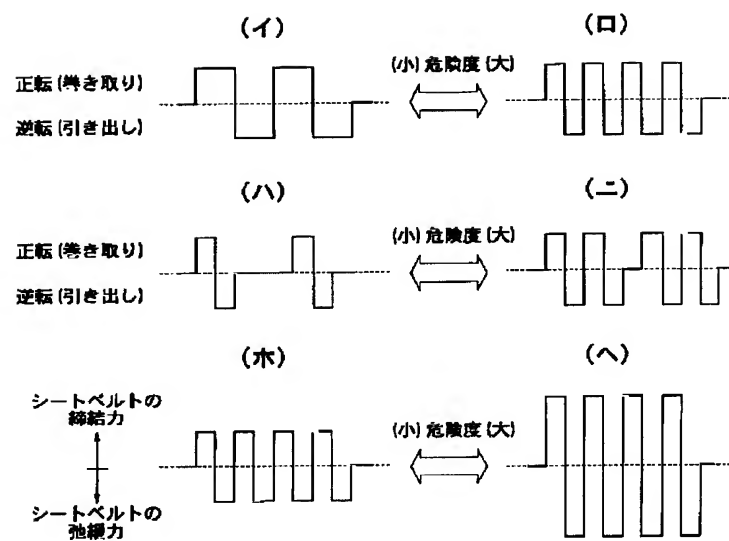 (イ)
(ロ)
正転(巻き取り)
(小)危険度(大)
逆転(引き出し)
(ハ)
(ニ)
正転(巻き取り)
(小)危険度(大)
逆転(引き出し)
(ホ)
(ヘ)
シートベルトの
締結力
(小)危険度(大)
シートベルトの
弛緩力